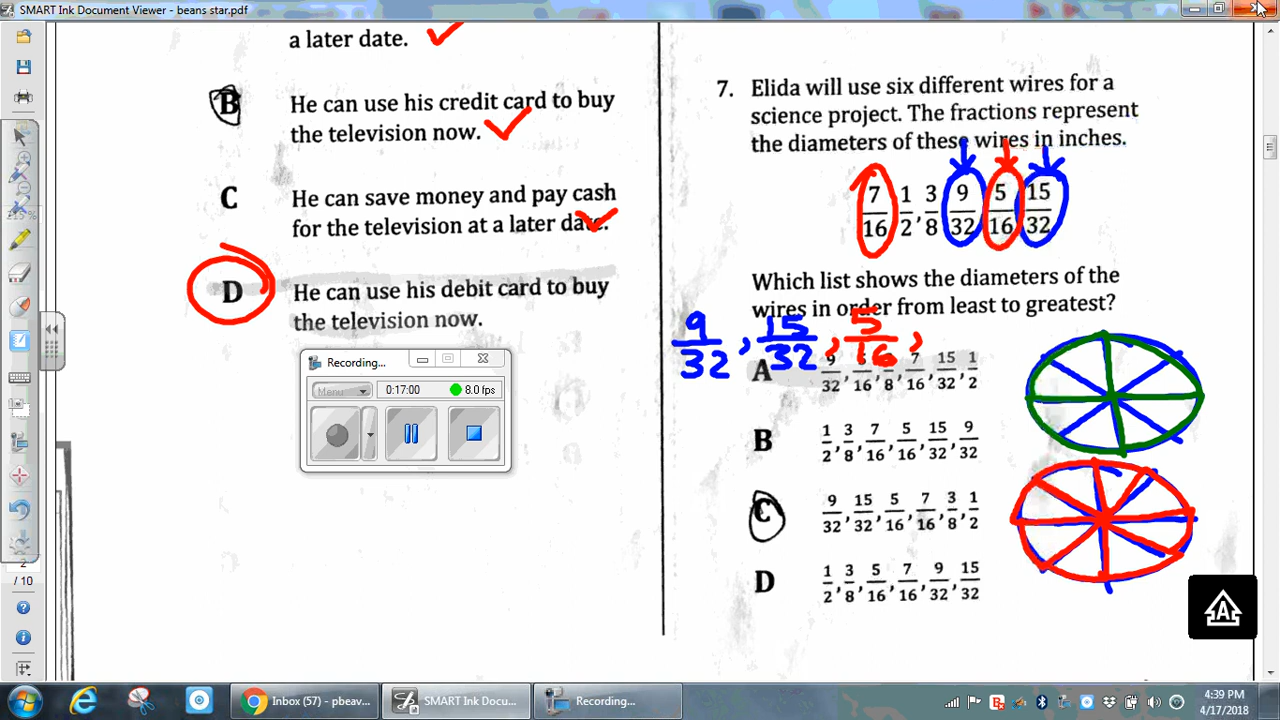 SMART Ink Document Viewer - beans star.pdf
a later date.
B He can use his credit card to buy
the television now.
C He can save money and pay cash
for the television at a later date.
D He can use his debit card to buy
the television now.
Recording...
Menu 0:17:00 8.0 fps
7. Elida will use six different wires for a
science project. The fractions represent
the diameters of these wires in inches.
7/16, 1/2, 3/8, 9/32, 5/16, 15/32
Which list shows the diameters of the
wires in order from least to greatest?
9/32, 15/32, 5/16,
A 9/32, 5/16, 3/8, 7/16, 15/32, 1/2
B 1/2, 3/8, 7/16, 5/16, 15/32, 9/32
C 9/32, 15/32, 5/16, 7/16, 3/8, 1/2
D 1/2, 3/8, 5/16, 7/16, 9/32, 15/32
2
/ 10
A
Inbox (57) - pbeav...
SMART Ink Docu...
Recording...
4:39 PM
4/17/2018